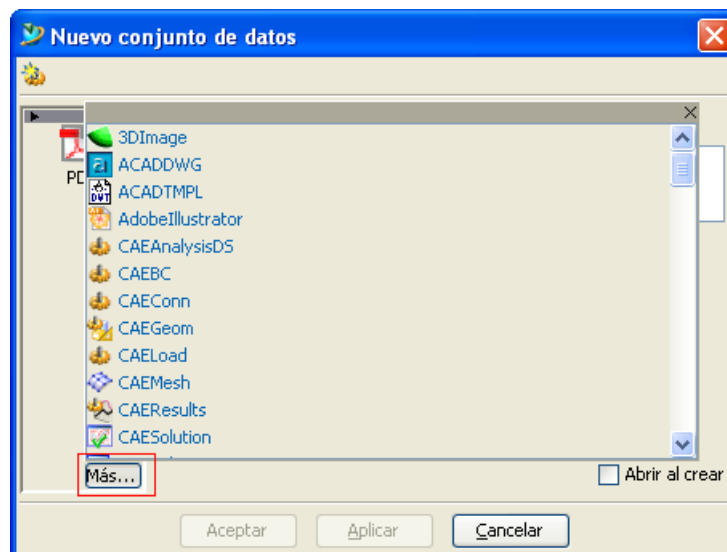 Nuevo conjunto de datos
3DImage
ACADDWG
ACADTMPL
AdobeIllustrator
CAEAnalysisDS
CAEBC
CAEConn
CAEGeom
CAELoad
CAEMesh
CAEResults
CAESolution
Más...
Abrir al crear
Aceptar
Aplicar
Cancelar